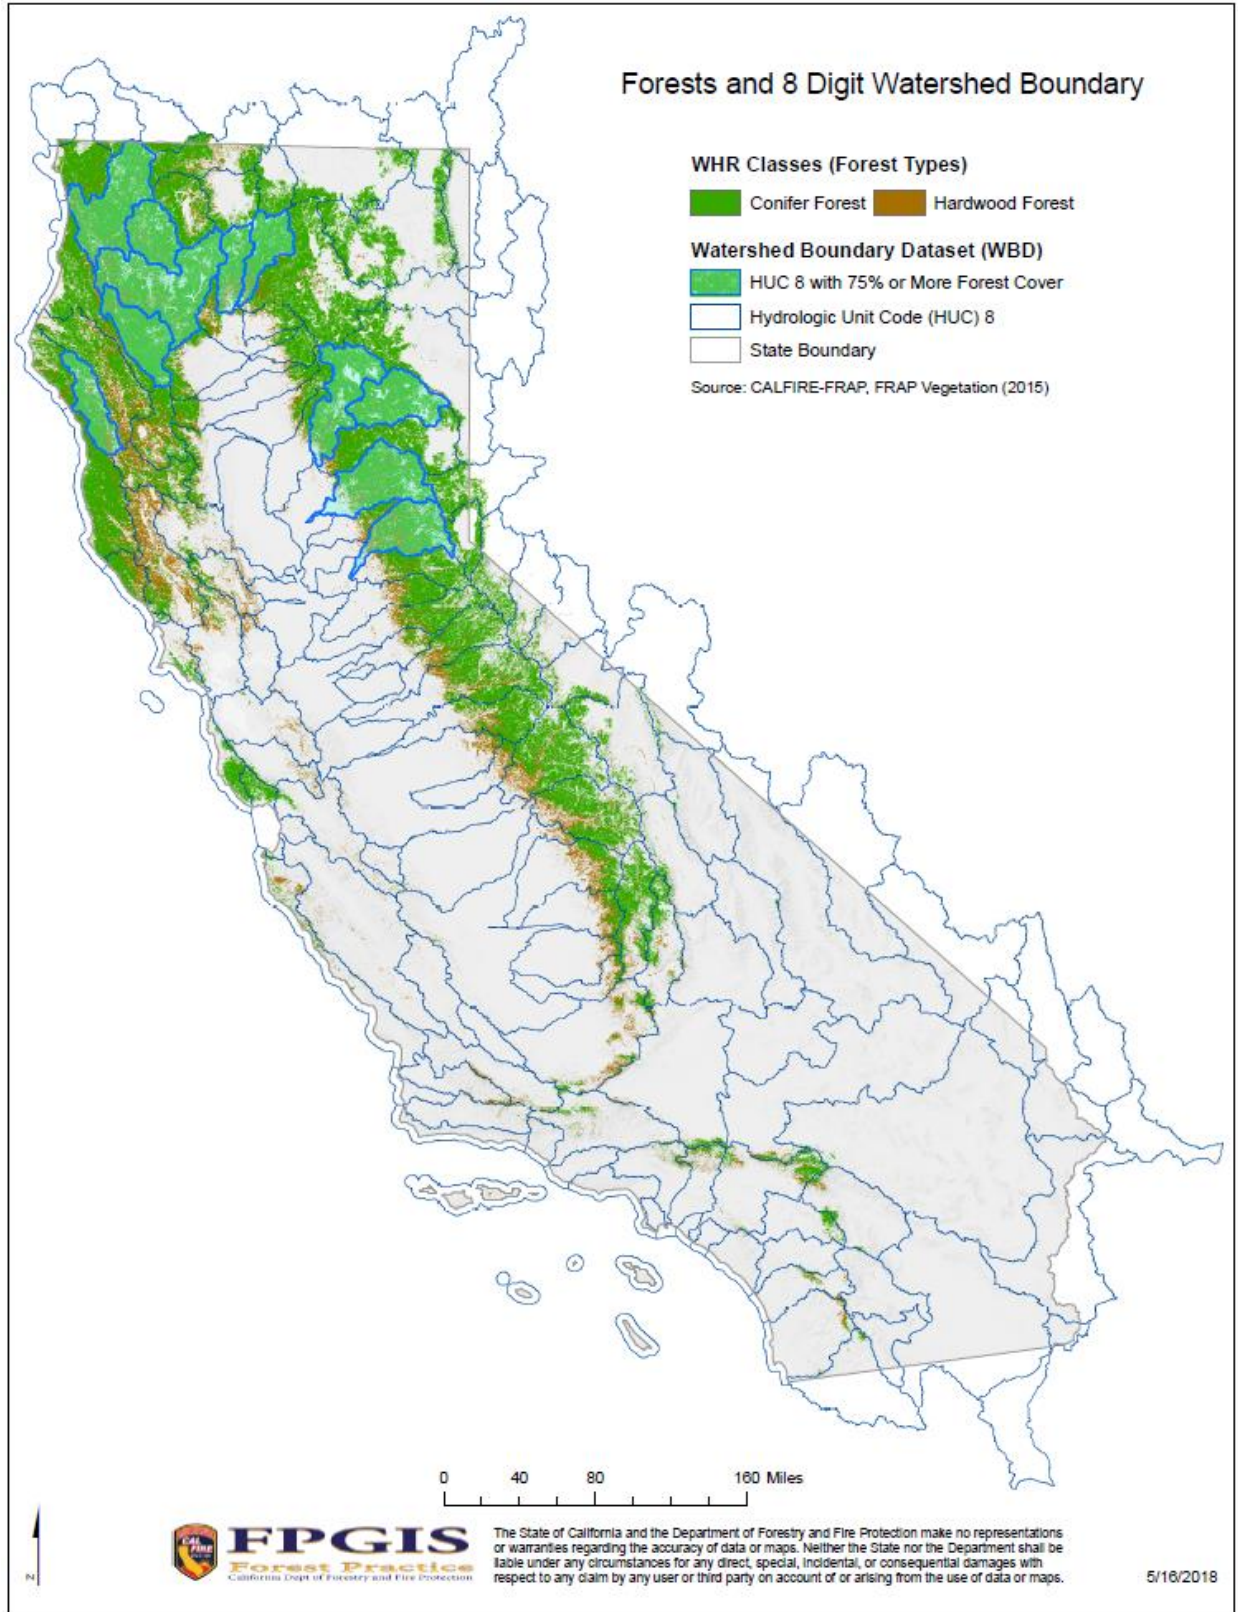 Forests and 8 Digit Watershed Boundary
WHR Classes (Forest Types)
Conifer Forest
Hardwood Forest
Watershed Boundary Dataset (WBD)
HUC 8 with 75% or More Forest Cover
Hydrologic Unit Code (HUC) 8
State Boundary
Source: CALFIRE-FRAP, FRAP Vegetation (2015)
0 40 80 160 Miles
N
CAL FIRE
FPGIS
Forest Practice
California Dept of Forestry and Fire Protection
The State of California and the Department of Forestry and Fire Protection make no representations
or warranties regarding the accuracy of data or maps. Neither the State nor the Department shall be
liable under any circumstances for any direct, special, incidental, or consequential damages with
respect to any claim by any user or third party on account of or arising from the use of data or maps.
5/16/2018